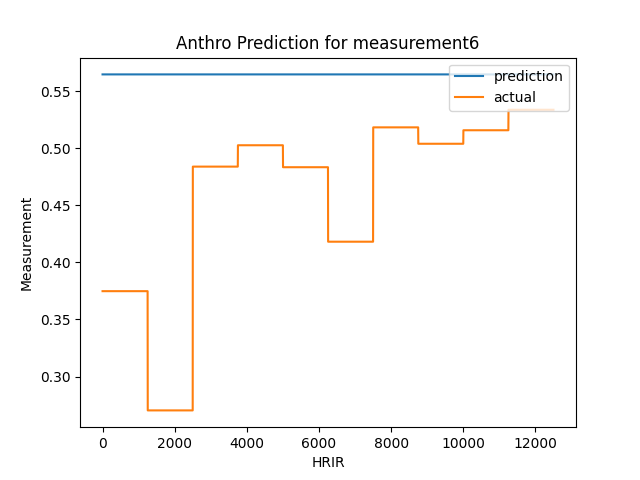 Anthro Prediction for measurement6
prediction
actual
Measurement
0.55
0.50
0.45
0.40
0.35
0.30
0 2000 4000 6000 8000 10000 12000
HRIR